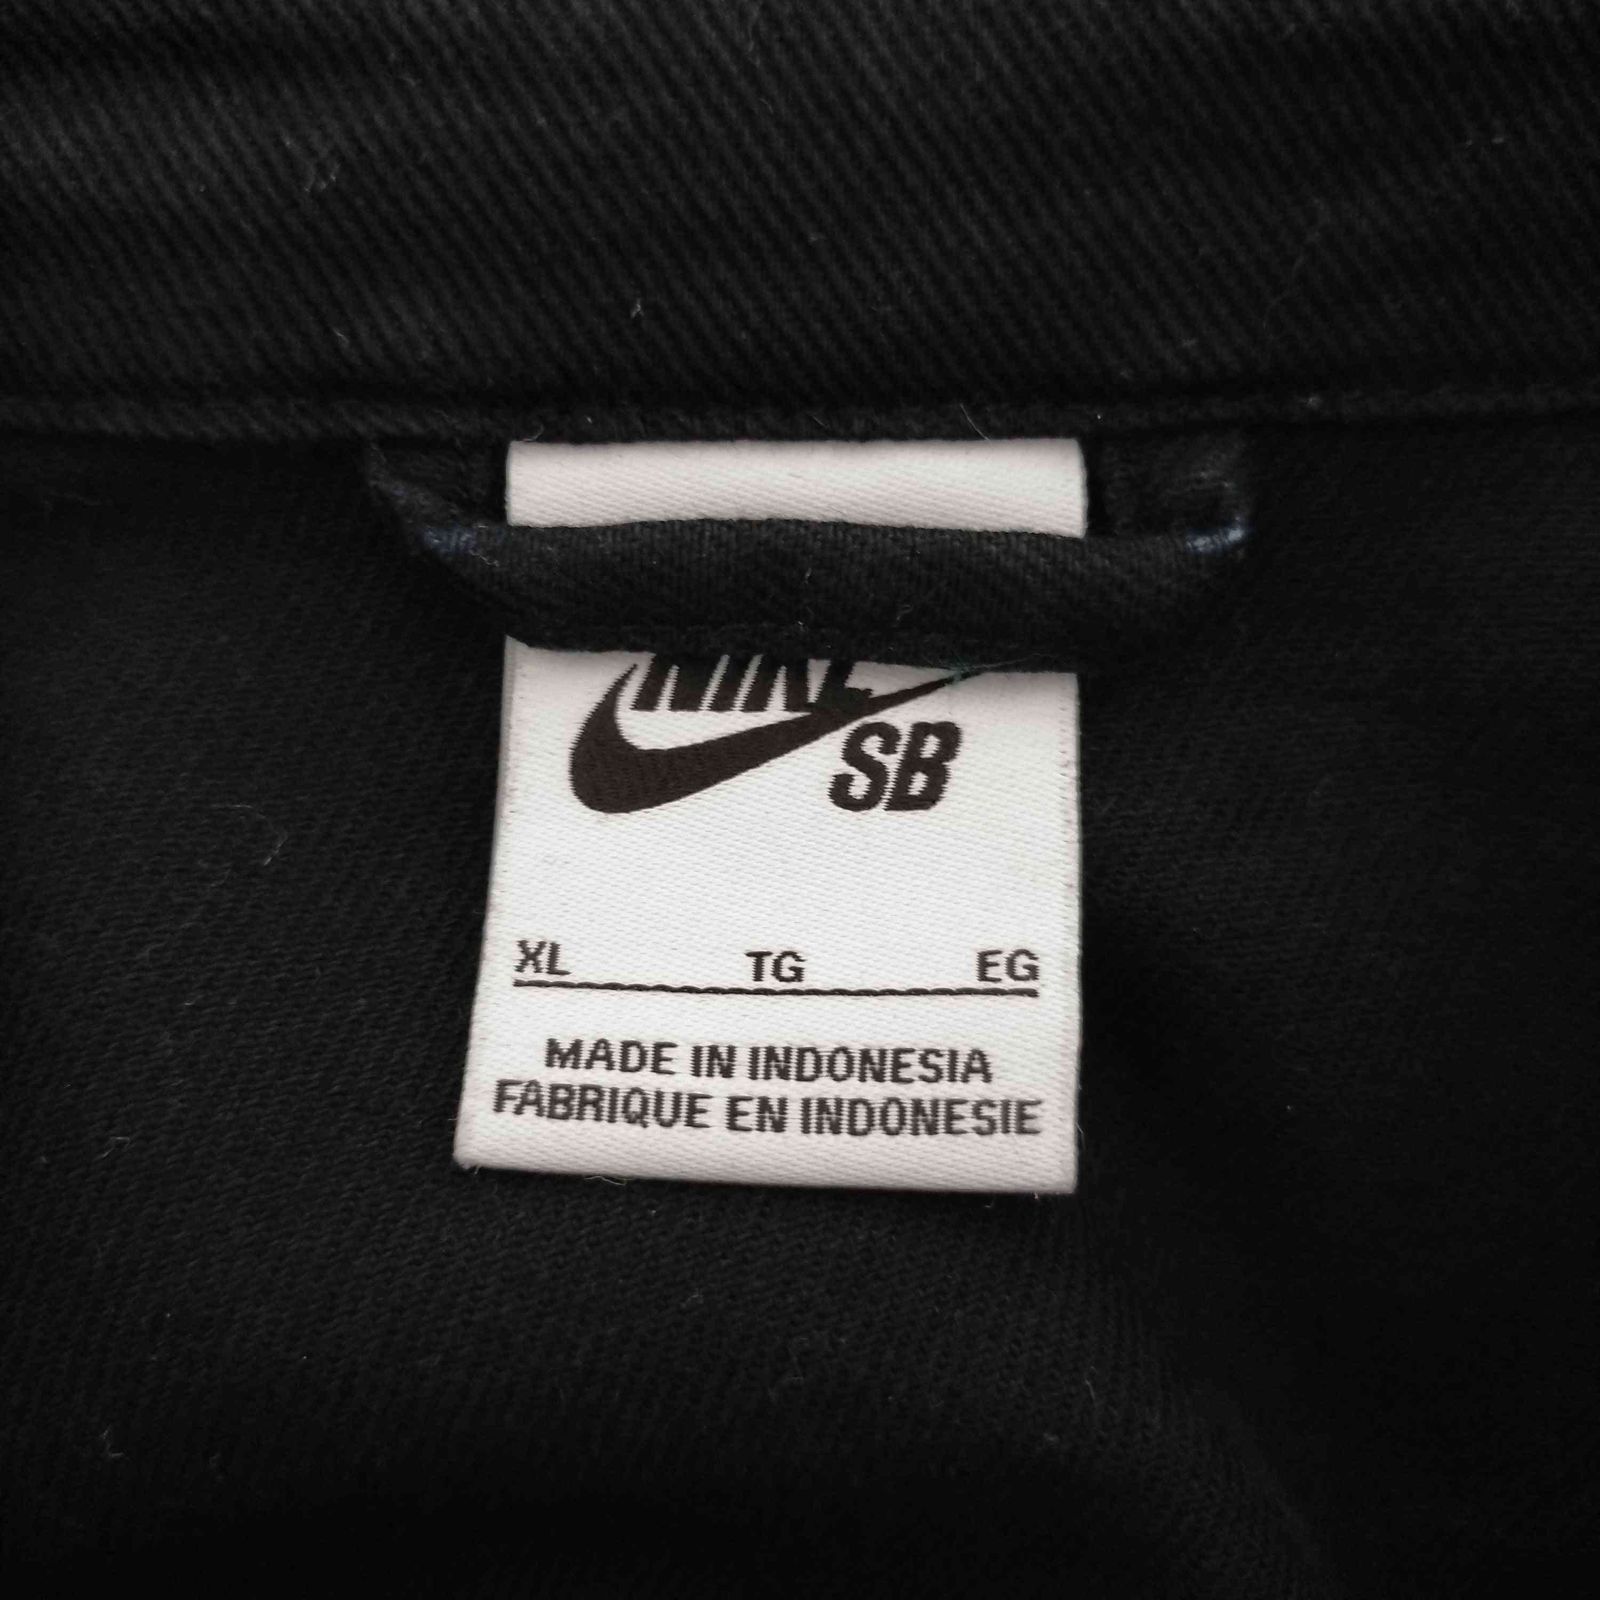 NIKE
SB
XL TG EG
MADE IN INDONESIA
FABRIQUE EN INDONESIE